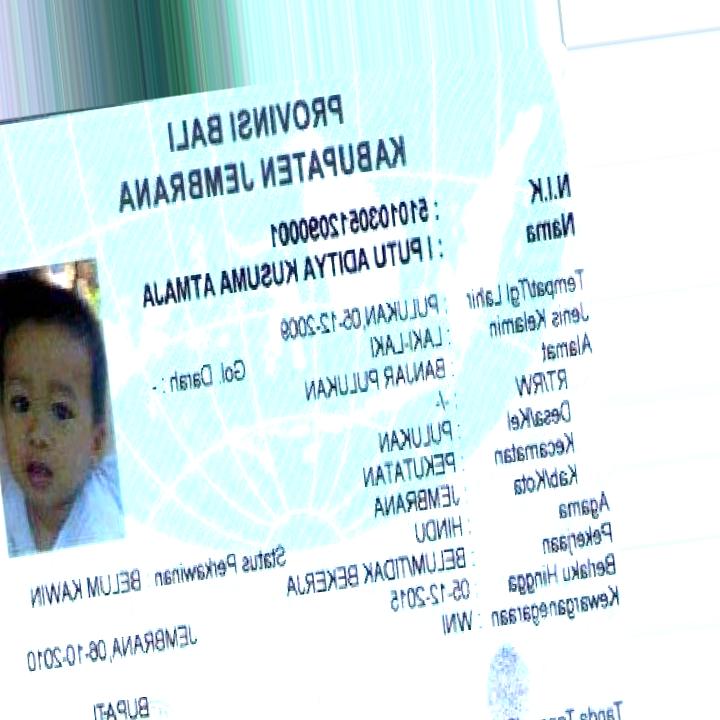 PROVINSI BALI
KABUPATEN JEMBRANA
N.I.K : 5101030512090001
Nama : I PUTU ADITYA KUSUMA ATMAJA
Tempat/Tgl Lahir : PULUKAN,05-12-2009
Jenis Kelamin : LAKI-LAKI Gol. Darah : -
Alamat : BANJAR PULUKAN
RT/RW : -/-
Desa/Kel : PULUKAN
Kecamatan : PEKUTATAN
Kab/Kota : JEMBRANA
Agama : HINDU Status Perkawinan : BELUM KAWIN
Pekerjaan : BELUM/TIDAK BEKERJA
Berlaku Hingga : 05-12-2015
Kewarganegaraan : WNI
JEMBRANA, 06-10-2010
BUPATI
Tanda